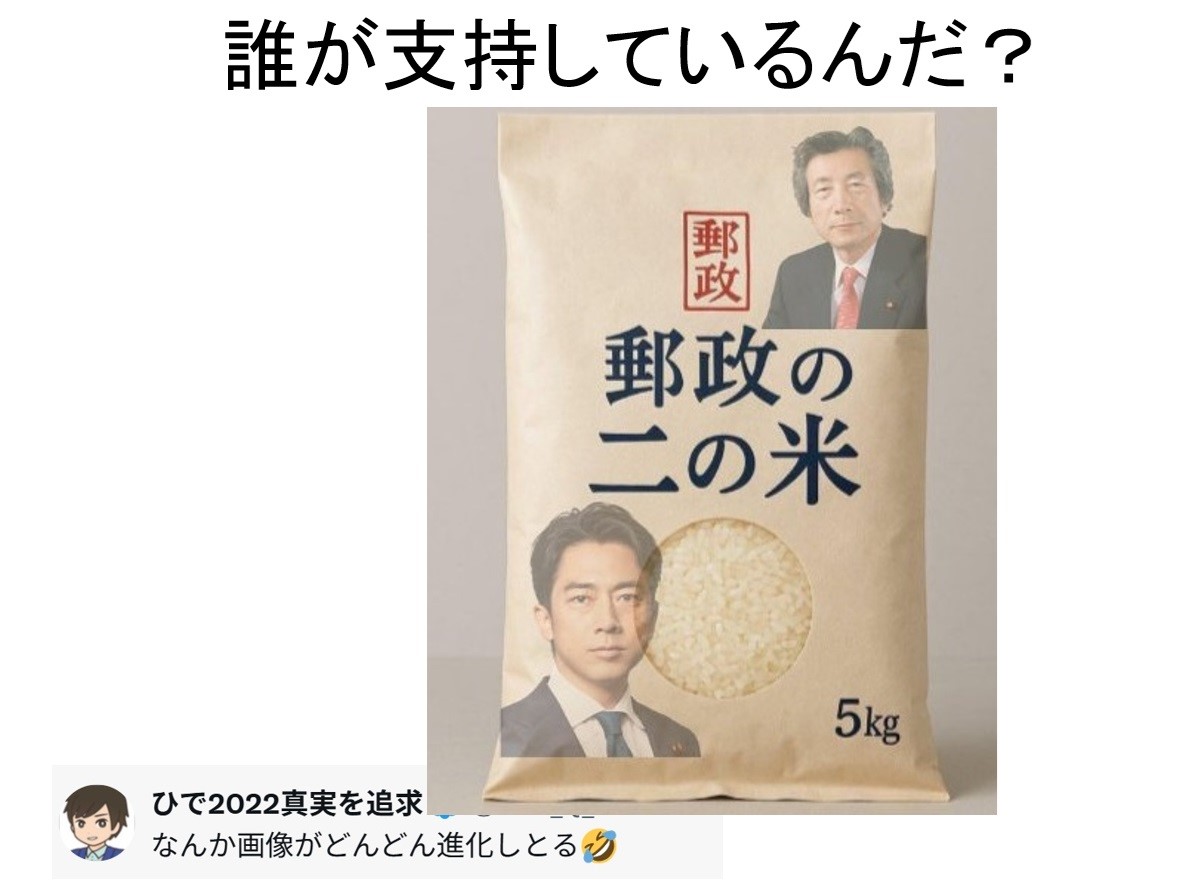 誰が支持しているんだ？
郵政
郵政の
二の米
5kg
ひで2022真実を追求
なんか画像がどんどん進化しとる🤣